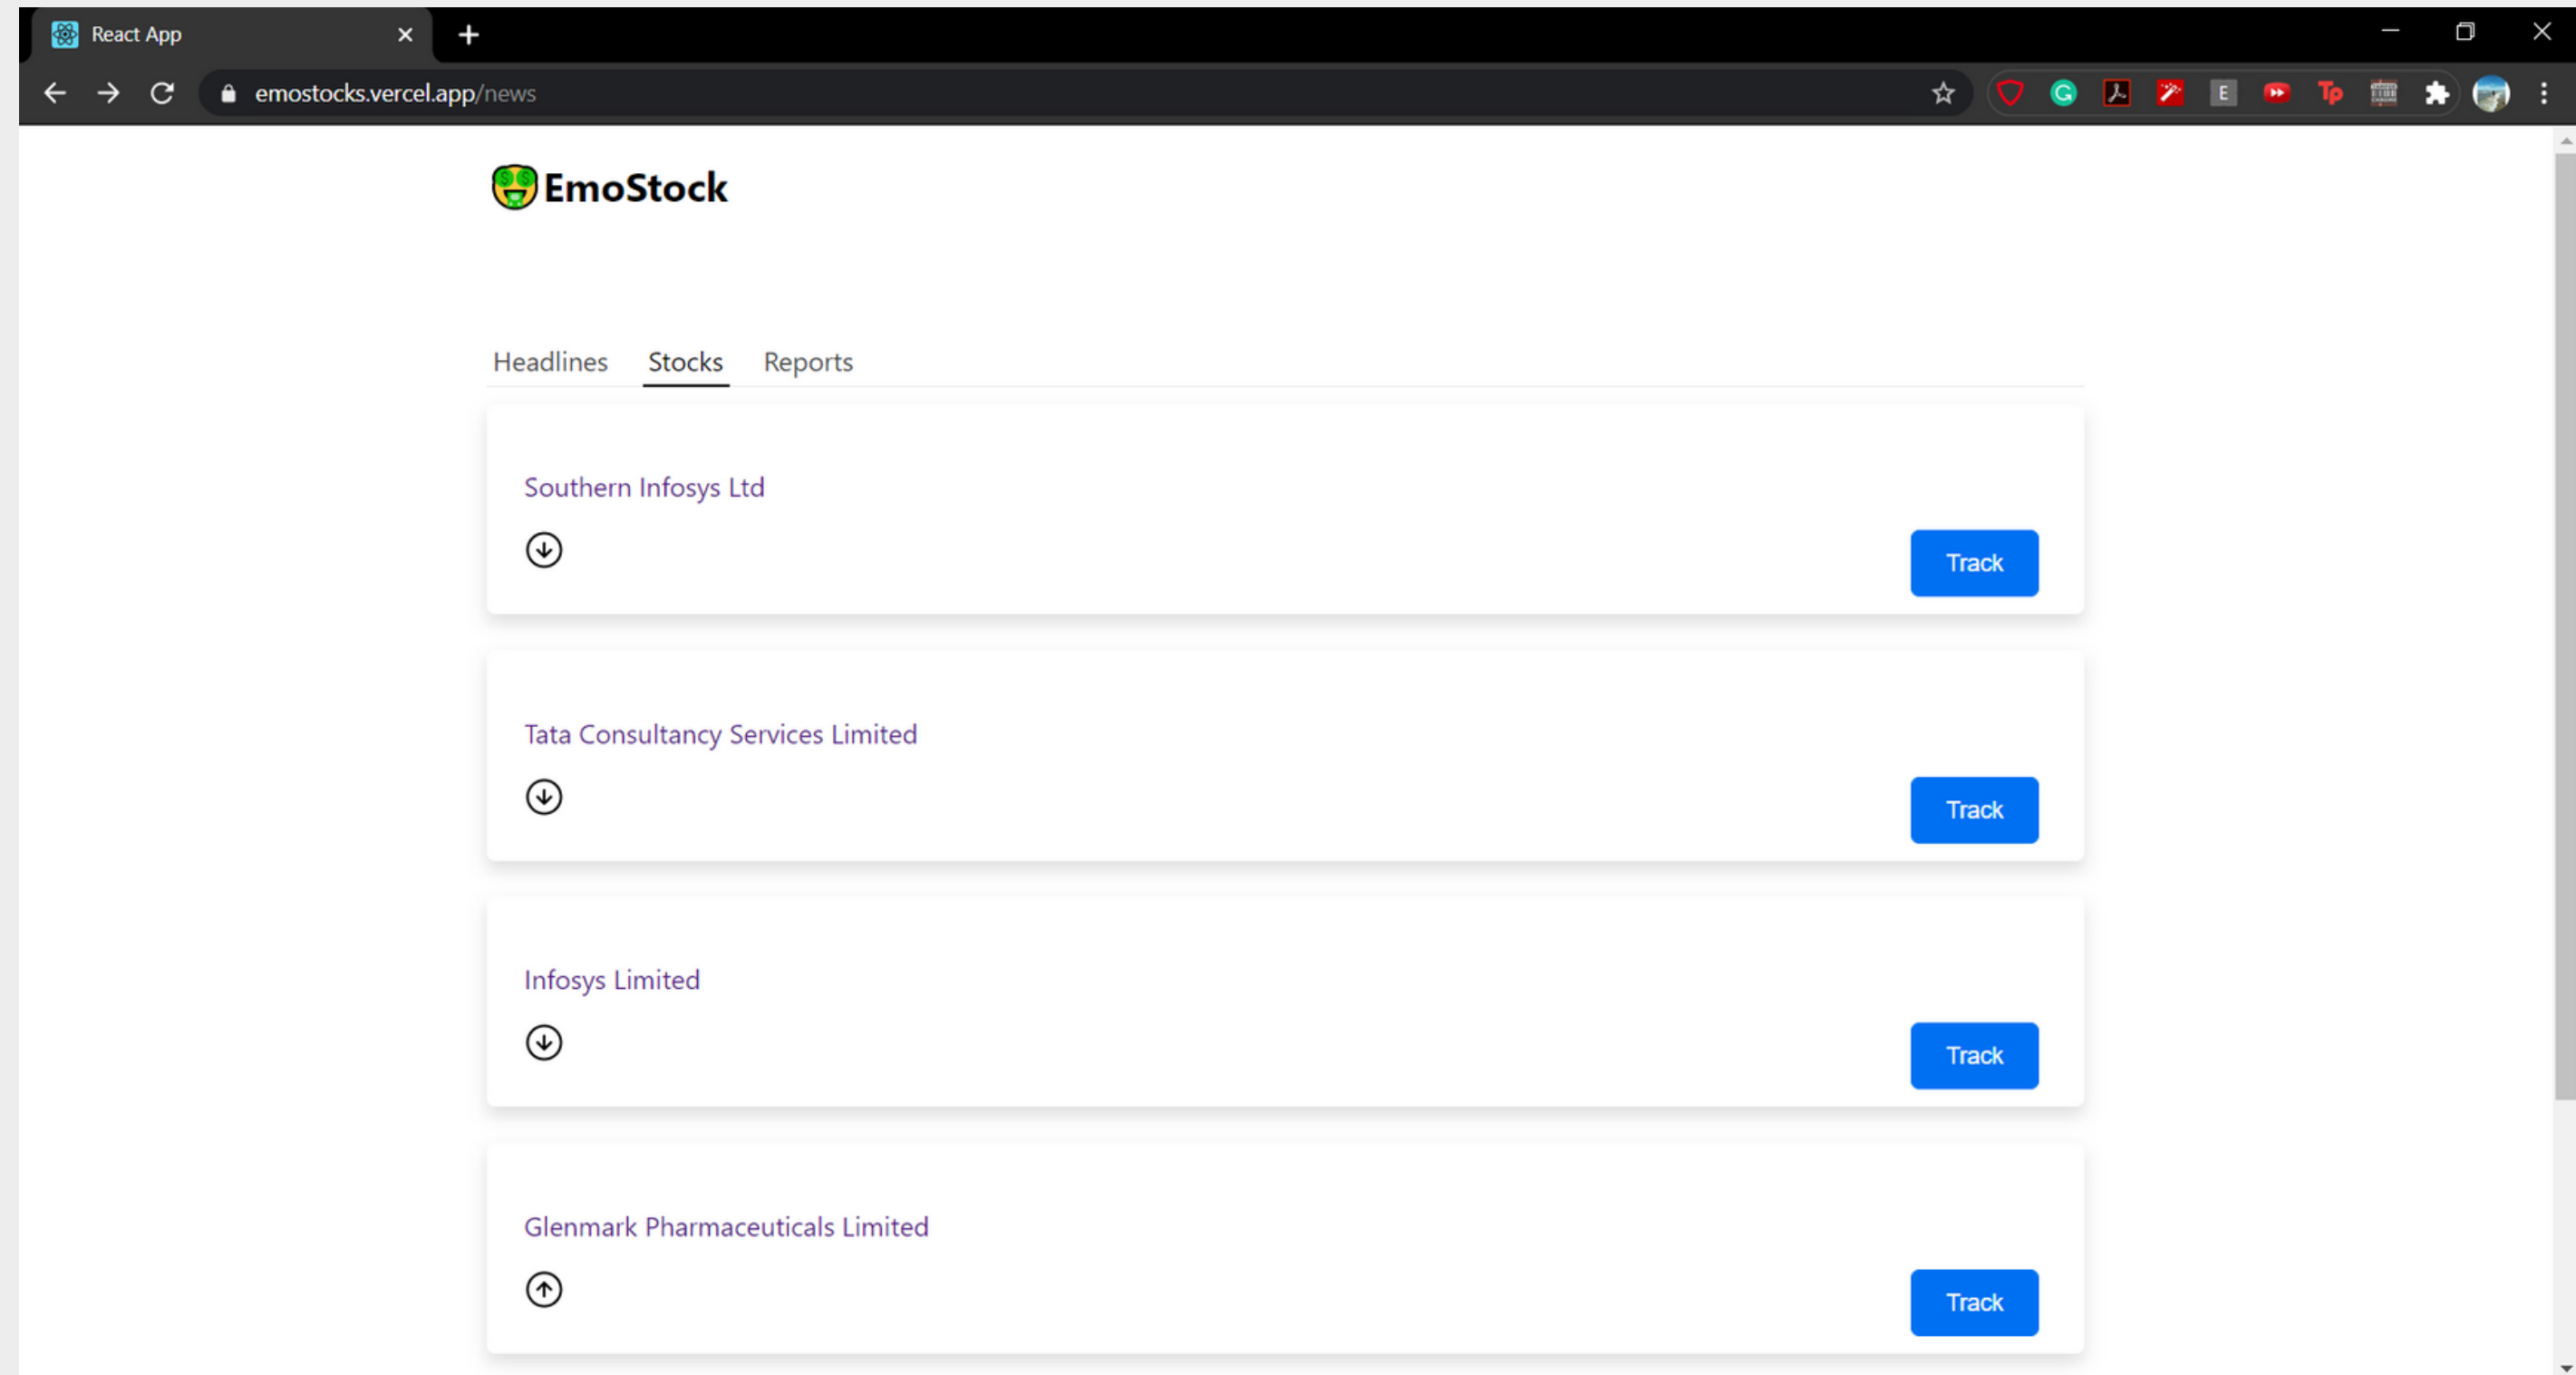 React App
emostocks.vercel.app/news
EmoStock
Headlines Stocks Reports
Southern Infosys Ltd
Track
Tata Consultancy Services Limited
Track
Infosys Limited
Track
Glenmark Pharmaceuticals Limited
Track